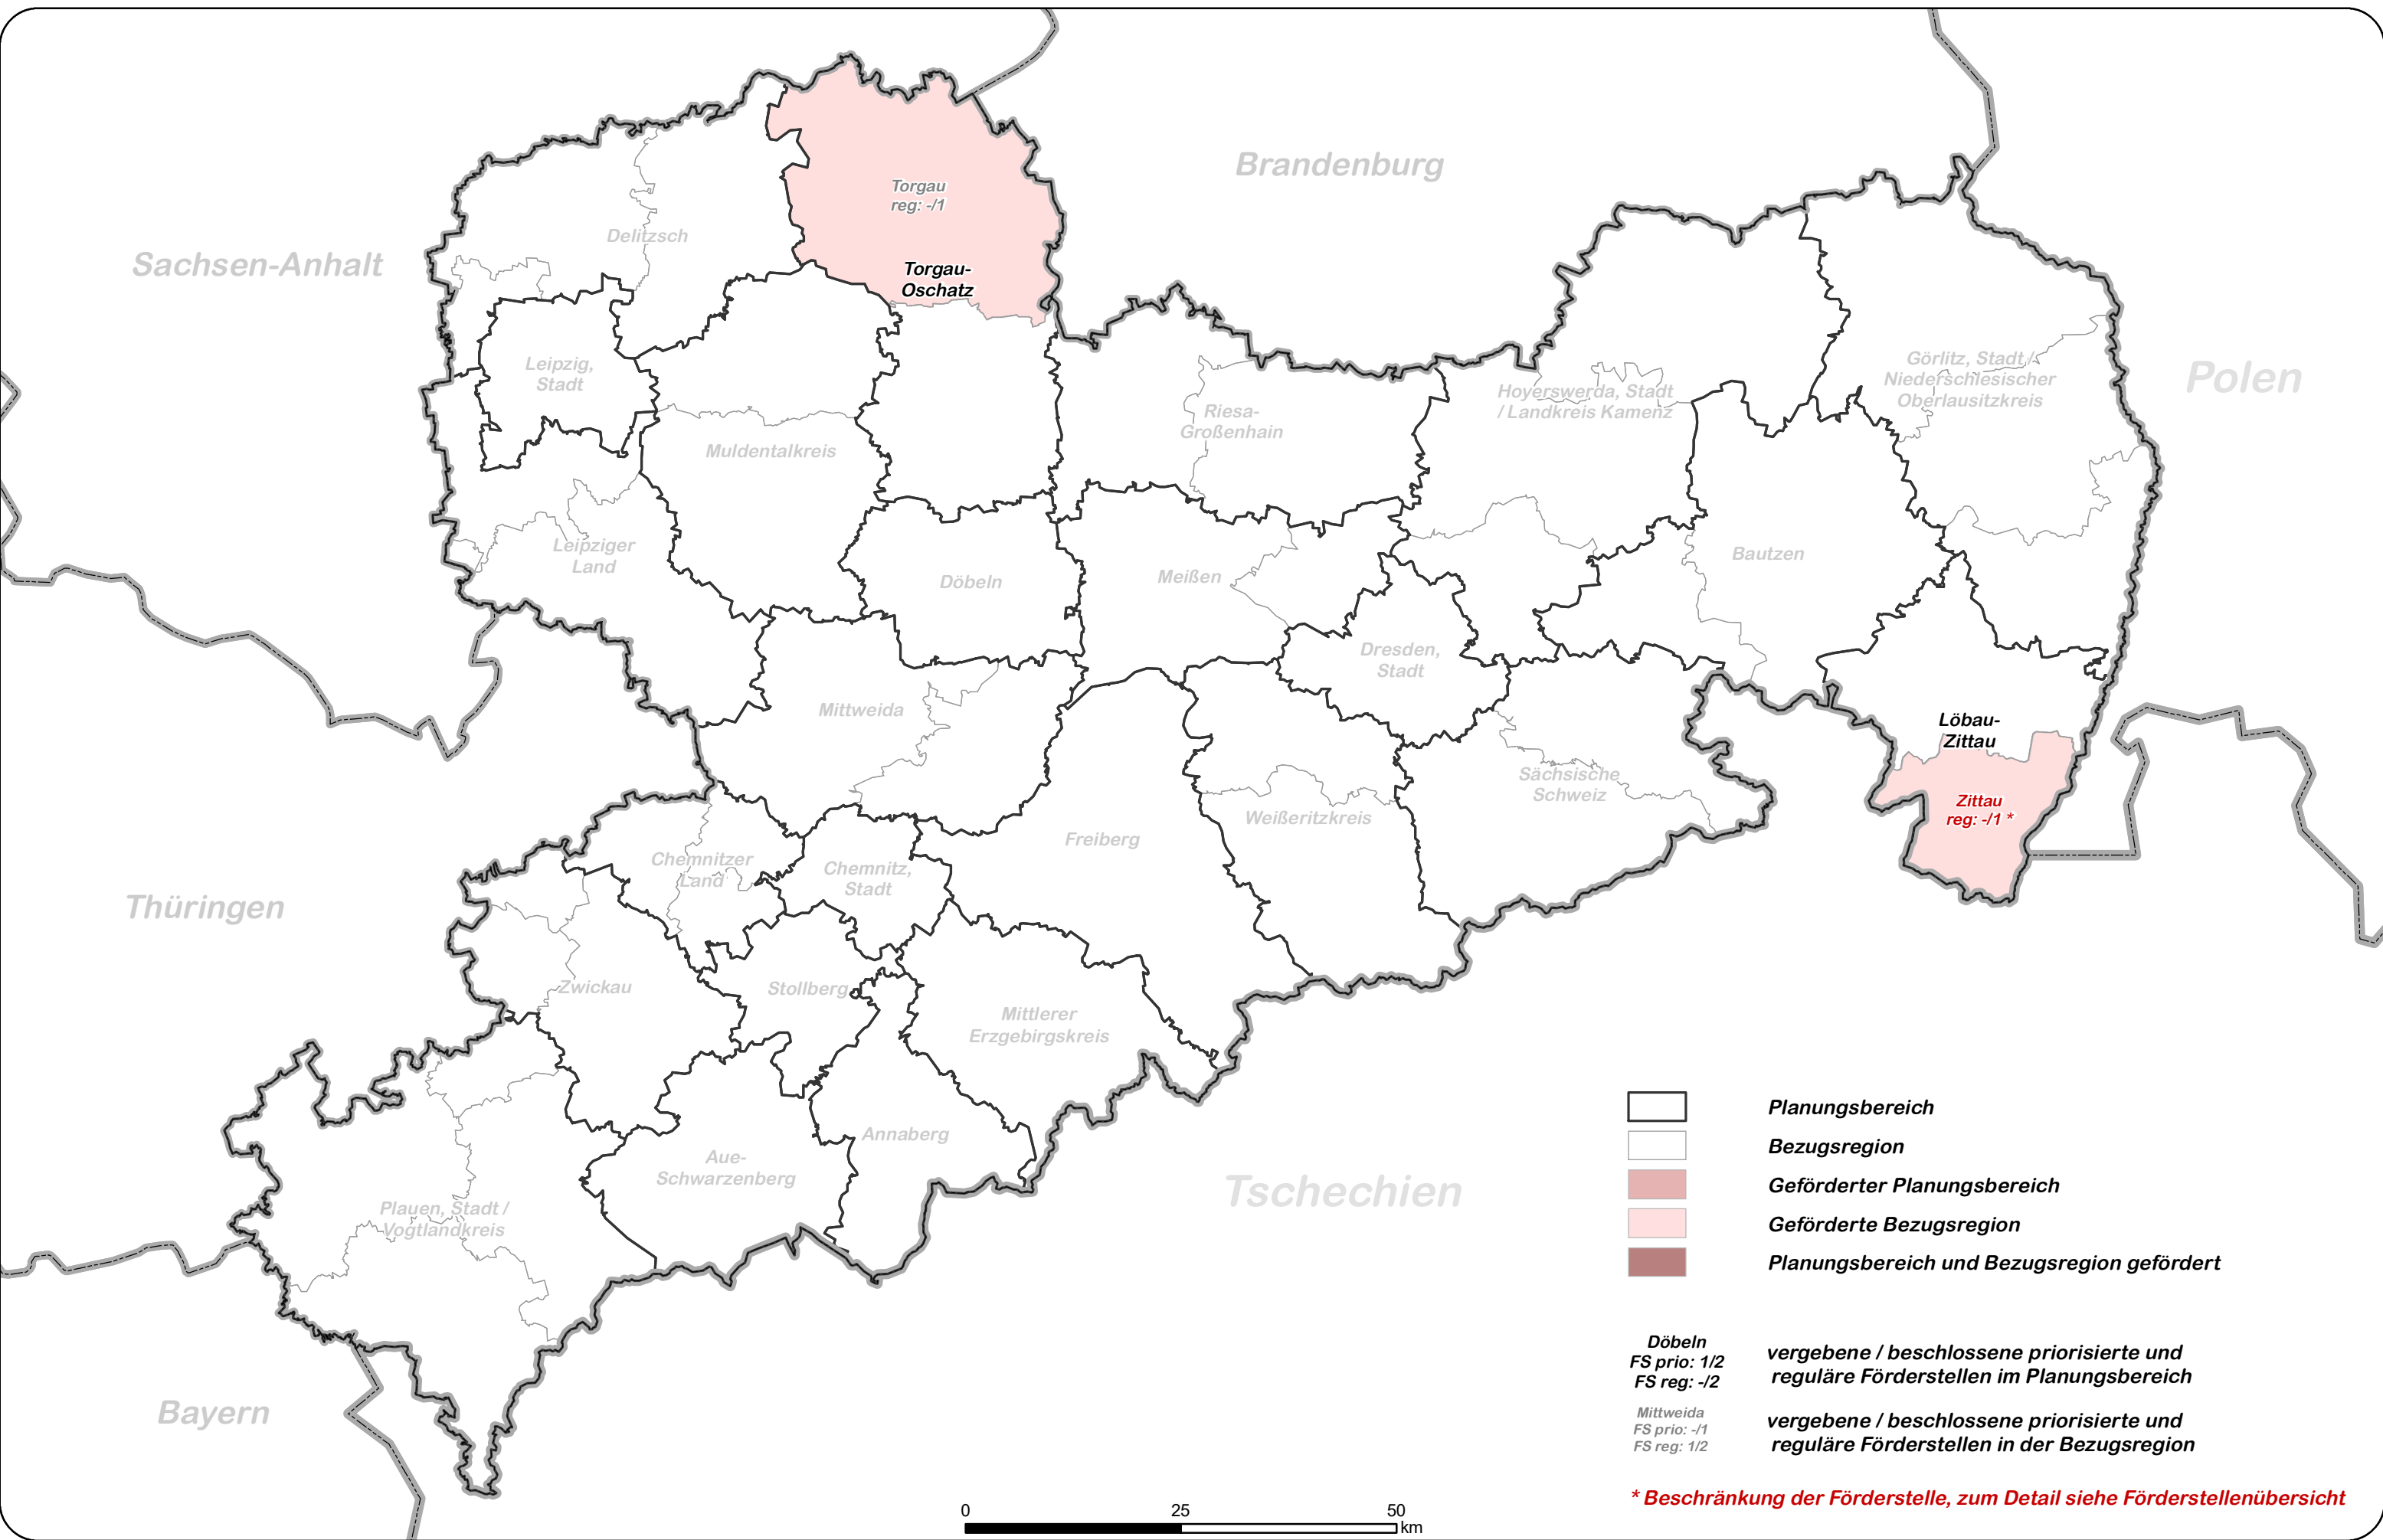 Brandenburg
Sachsen-Anhalt
Polen
Thüringen
Tschechien
Bayern
Torgau
reg: -/1
Torgau-
Oschatz
Delitzsch
Leipzig,
Stadt
Muldentalkreis
Leipziger
Land
Döbeln
Riesa-
Großenhain
Meißen
Hoyerswerda, Stadt
/ Landkreis Kamenz
Görlitz, Stadt /
Niederschlesischer
Oberlausitzkreis
Bautzen
Dresden,
Stadt
Löbau-
Zittau
Zittau
reg: -/1 *
Sächsische
Schweiz
Weißeritzkreis
Mittweida
Freiberg
Chemnitzer
Land
Chemnitz,
Stadt
Zwickau
Stollberg
Mittlerer
Erzgebirgskreis
Annaberg
Aue-
Schwarzenberg
Plauen, Stadt /
Vogtlandkreis
Planungsbereich
Bezugsregion
Geförderter Planungsbereich
Geförderte Bezugsregion
Planungsbereich und Bezugsregion gefördert
Döbeln
FS prio: 1/2
FS reg: -/2
vergebene / beschlossene priorisierte und
reguläre Förderstellen im Planungsbereich
Mittweida
FS prio: -/1
FS reg: 1/2
vergebene / beschlossene priorisierte und
reguläre Förderstellen in der Bezugsregion
* Beschränkung der Förderstelle, zum Detail siehe Förderstellenübersicht
0 25 50
km